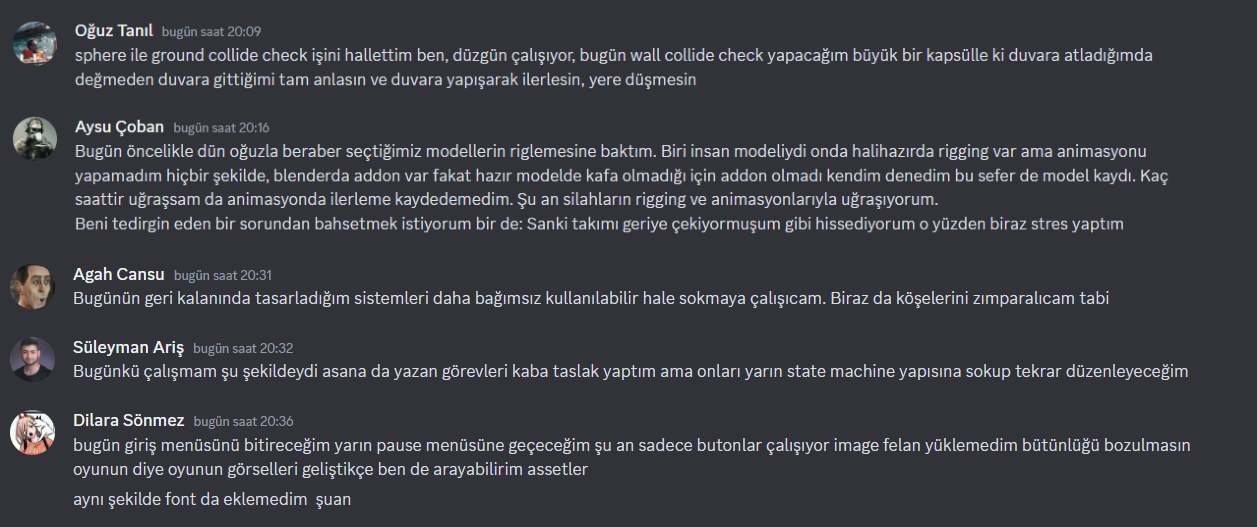 Oğuz Tanıl bugün saat 20:09
sphere ile ground collide check işini hallettim ben, düzgün çalışıyor, bugün wall collide check yapacağım büyük bir kapsülle ki duvara atladığımda
değmeden duvara gittiğimi tam anlasın ve duvara yapışarak ilerlesin, yere düşmesin
Aysu Çoban bugün saat 20:16
Bugün öncelikle dün oğuzla beraber seçtiğimiz modellerin riglemesine baktım. Biri insan modeliydi onda halihazırda rigging var ama animasyonu
yapamadım hiçbir şekilde, blenderda addon var fakat hazır modelde kafa olmadığı için addon olmadı kendim denedim bu sefer de model kaydı. Kaç
saattir uğraşsam da animasyonda ilerleme kaydedemedim. Şu an silahların rigging ve animasyonlarıyla uğraşıyorum.
Beni tedirgin eden bir sorundan bahsetmek istiyorum bir de: Sanki takımı geriye çekiyormuşum gibi hissediyorum o yüzden biraz stres yaptım
Agah Cansu bugün saat 20:31
Bugünün geri kalanında tasarladığım sistemleri daha bağımsız kullanılabilir hale sokmaya çalışıcam. Biraz da köşelerini zımparalıcam tabi
Süleyman Ariş bugün saat 20:32
Bugünkü çalışmam şu şekildeydi asana da yazan görevleri kaba taslak yaptım ama onları yarın state machine yapısına sokup tekrar düzenleyeceğim
Dilara Sönmez bugün saat 20:36
bugün giriş menüsünü bitireceğim yarın pause menüsüne geçeceğim şu an sadece butonlar çalışıyor image felan yüklemedim bütünlüğü bozulmasın
oyunun diye oyunun görselleri geliştikçe ben de arayabilirim assetler
aynı şekilde font da eklemedim şuan